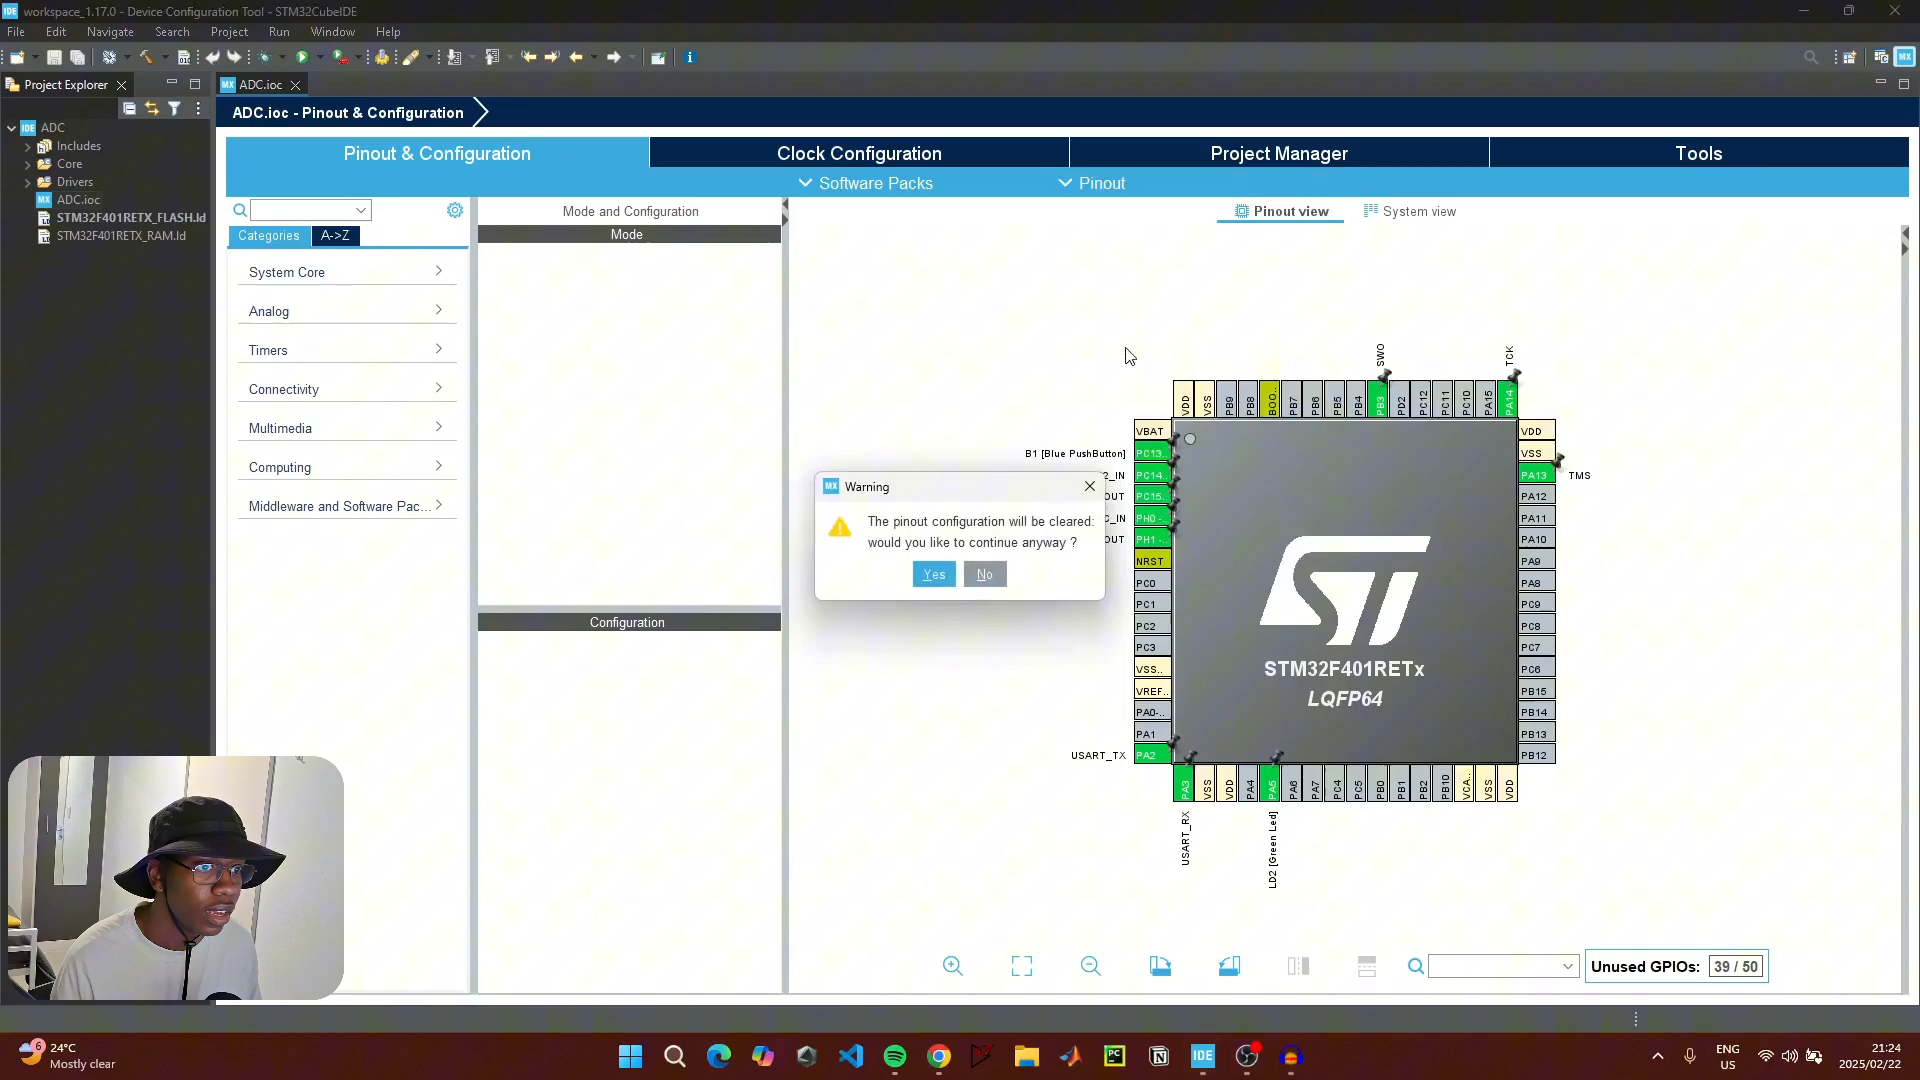 workspace_1.17.0 - Device Configuration Tool - STM32CubeIDE
File Edit Navigate Search Project Run Window Help
Project Explorer
ADC.ioc
ADC
Includes
Core
Drivers
ADC.ioc
STM32F401RETX_FLASH.ld
STM32F401RETX_RAM.ld
ADC.ioc - Pinout & Configuration
Pinout & Configuration
Clock Configuration
Project Manager
Tools
Software Packs
Pinout
Categories
A->Z
System Core
Analog
Timers
Connectivity
Multimedia
Computing
Middleware and Software Pac...
Mode and Configuration
Mode
Configuration
Pinout view
System view
SWO
TCK
VDD
VSS
PB9
PB8
BOO..
PB7
PB6
PB5
PB4
PB3
PD2
PC12
PC11
PC10
PA15
PA14
B1 [Blue PushButton]
2_IN
OUT
C_IN
OUT
USART_TX
VBAT
PC13..
PC14..
PC15..
PH0 -..
PH1 -..
NRST
PC0
PC1
PC2
PC3
VSS..
VREF..
PA0-..
PA1
PA2
STM32F401RETx
LQFP64
VDD
VSS
PA13
TMS
PA12
PA11
PA10
PA9
PA8
PC9
PC8
PC7
PC6
PB15
PB14
PB13
PB12
PA3
VSS
VDD
PA4
PA5
PA6
PA7
PC4
PC5
PB0
PB1
PB2
PB10
VCA..
VSS
VDD
USART_RX
LD2 [Green Led]
Warning
The pinout configuration will be cleared:
would you like to continue anyway ?
Yes
No
Unused GPIOs: 39 / 50
6
24°C
Mostly clear
IDE
ENG
US
21:24
2025/02/22